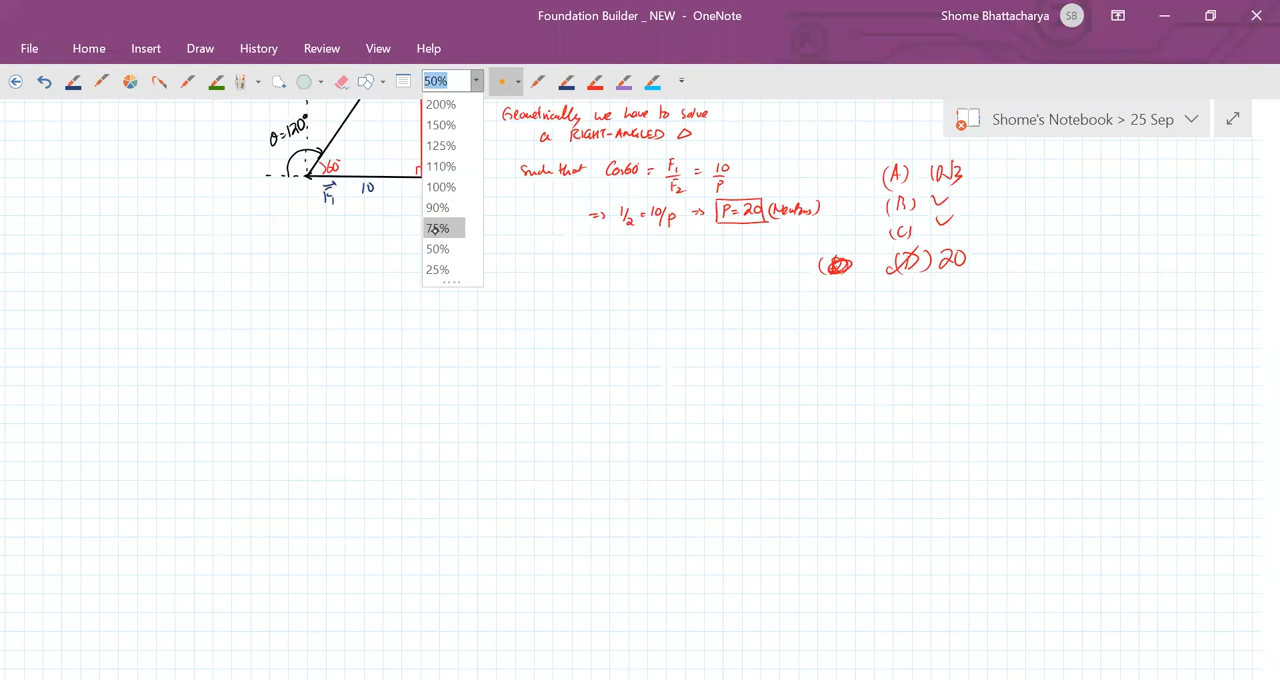 Foundation Builder _ NEW - OneNote
Shome Bhattacharya
SB
File Home Insert Draw History Review View Help
50%
200%
150%
125%
110%
100%
90%
75%
50%
25%
Shome's Notebook > 25 Sep
θ=120°
60°
F₁ 10
Geometrically we have to solve
a RIGHT-ANGLED Δ
Such that Cos60° = F₁/F₂ = 10/P
=> 1/2 = 10/P => P = 20 (Newtons)
(A) 10√3
(B) ✓
(C) ✓
(D) 20